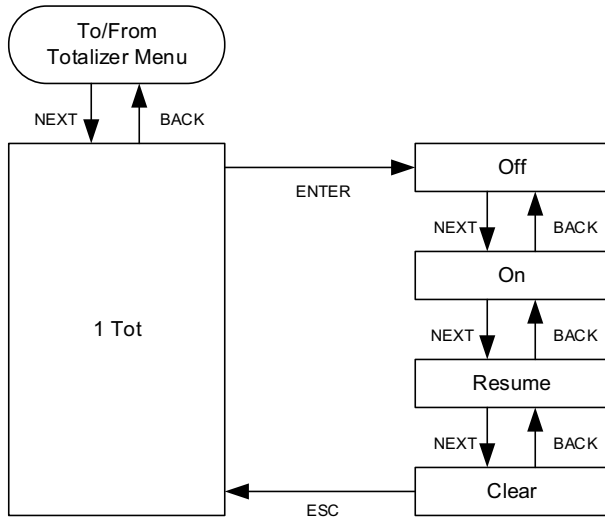 To/From
Totalizer Menu
NEXT
BACK
ENTER
Off
NEXT
BACK
On
1 Tot
NEXT
BACK
Resume
NEXT
BACK
Clear
ESC